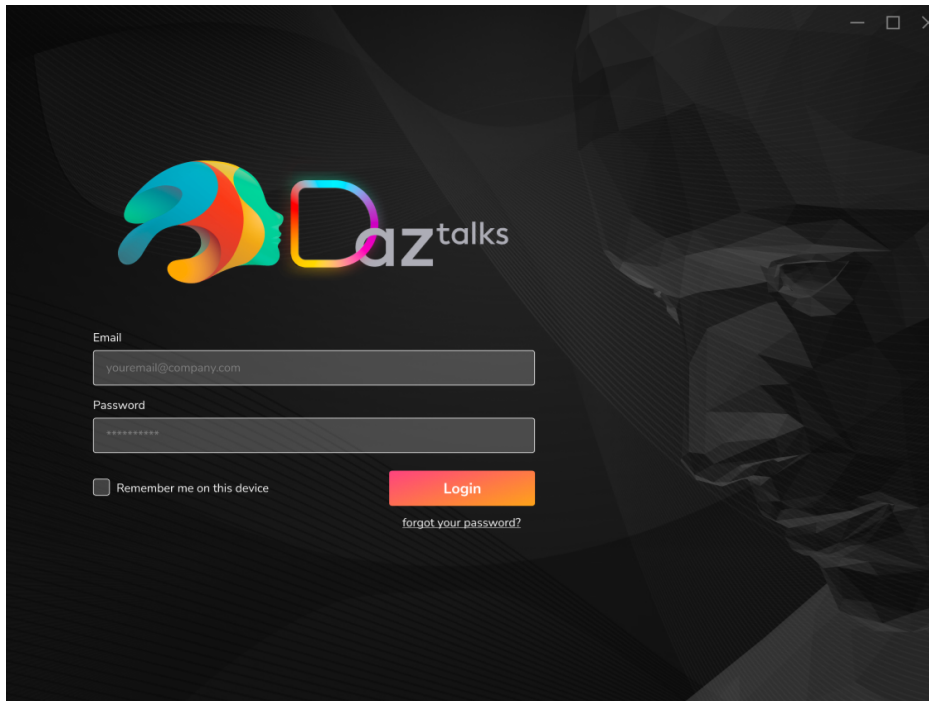 Daz talks
Email
youremail@company.com
Password
**********
Remember me on this device
Login
forgot your password?